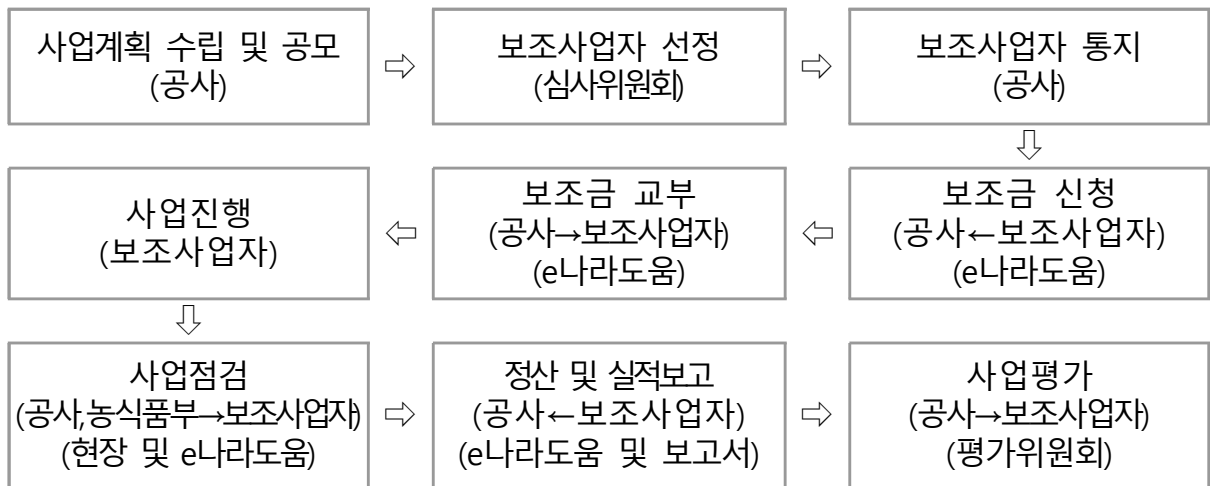 사업계획 수립 및 공모
(공사)
⇨
보조사업자 선정
(심사위원회)
⇨
보조사업자 통지
(공사)
⇩
보조금 신청
(공사←보조사업자)
(e나라도움)
⇦
보조금 교부
(공사→보조사업자)
(e나라도움)
⇦
사업진행
(보조사업자)
⇩
사업점검
(공사,농식품부→보조사업자)
(현장 및 e나라도움)
⇨
정산 및 실적보고
(공사←보조사업자)
(e나라도움 및 보고서)
⇨
사업평가
(공사→보조사업자)
(평가위원회)